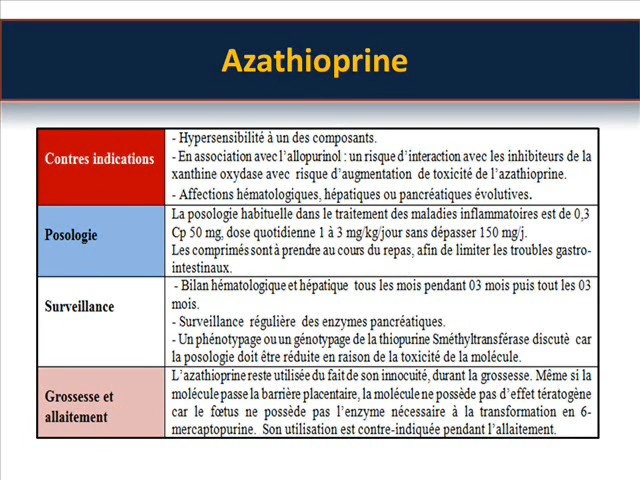 Azathioprine
Contres indications
- Hypersensibilité à un des composants.
- En association avec l'allopurinol : un risque d'interaction avec les inhibiteurs de la
xanthine oxydase avec risque d'augmentation de toxicité de l'azathioprine.
- Affections hématologiques, hépatiques ou pancréatiques évolutives.
Posologie
La posologie habituelle dans le traitement des maladies inflammatoires est de 0,3
Cp 50 mg, dose quotidienne 1 à 3 mg/kg/jour sans dépasser 150 mg/j.
Les comprimés sont à prendre au cours du repas, afin de limiter les troubles gastro-
intestinaux.
Surveillance
- Bilan hématologique et hépatique tous les mois pendant 03 mois puis tout les 03
mois.
- Surveillance régulière des enzymes pancréatiques.
- Un phénotypage ou un génotypage de la thiopurine Sméthyltransférase discutè car
la posologie doit être réduite en raison de la toxicité de la molécule.
Grossesse et
allaitement
L'azathioprine reste utilisée du fait de son innocuité, durant la grossesse. Même si la
molécule passe la barrière placentaire, la molécule ne possède pas d'effet tératogène
car le fœtus ne possède pas l'enzyme nécessaire à la transformation en 6-
mercaptopurine. Son utilisation est contre-indiquée pendant l'allaitement.